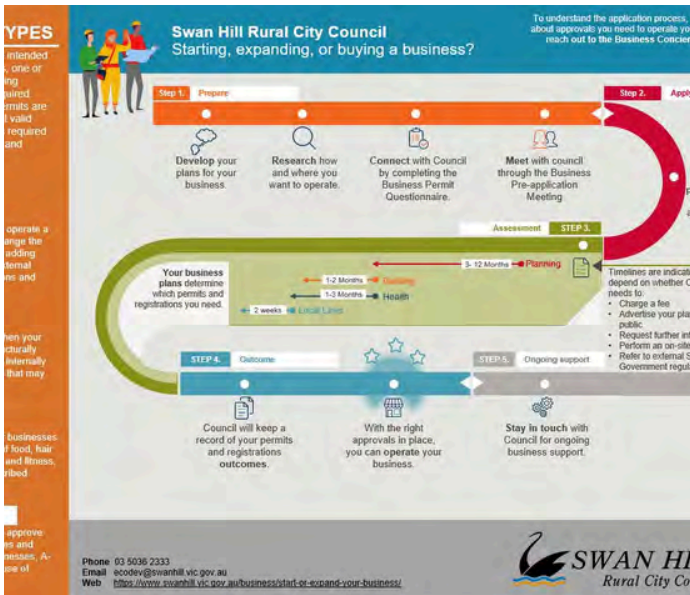 YPES
intended
, one or
ng
uired
ermits are
t valid
required
and
operate a
ange the
adding
ternal
ns and
hen your
cturally
internally
that may
businesses
f food, hair
and fitness,
ribed
approve
es and
nesses, A-
use of
Swan Hill Rural City Council
Starting, expanding, or buying a business?
To understand the application process,
about approvals you need to operate yo
reach out to the Business Concier
Step 1. Prepare
Step 2. Apply
Develop your
plans for your
business.
Research how
and where you
want to operate.
Connect with Council
by completing the
Business Permit
Questionnaire.
Meet with council
through the Business
Pre-application
Meeting.
Assessment STEP 3.
Your business
plans determine
which permits and
registrations you need.
3- 12 Months Planning
1-2 Months Building
1-3 Months Health
2 weeks Local Laws
Timelines are indicati
depend on whether C
needs to:
• Charge a fee
• Advertise your pla
public
• Request further inf
• Perform an on-site
• Refer to external S
Government regul
STEP 4. Outcome
STEP 5. Ongoing support
Council will keep a
record of your permits
and registrations
outcomes.
With the right
approvals in place,
you can operate your
business.
Stay in touch with
Council for ongoing
business support.
Phone 03 5036 2333
Email ecodev@swanhill.vic.gov.au
Web https://www.swanhill.vic.gov.au/business/start-or-expand-your-business/
SWAN HI
Rural City Co